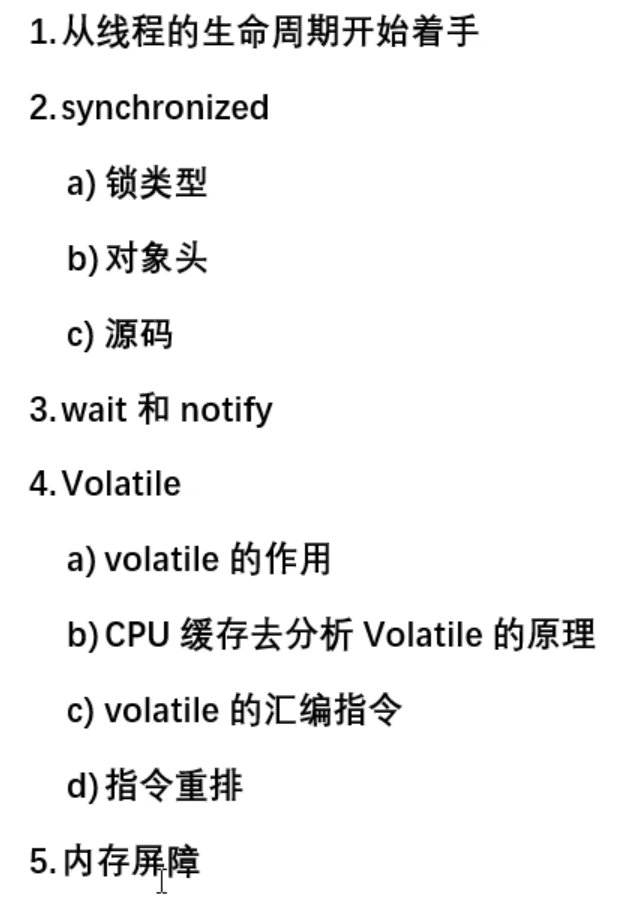 1.从线程的生命周期开始着手
2.synchronized
a) 锁类型
b) 对象头
c) 源码
3.wait 和 notify
4.Volatile
a) volatile 的作用
b) CPU 缓存去分析 Volatile 的原理
c) volatile 的汇编指令
d) 指令重排
5.内存屏障